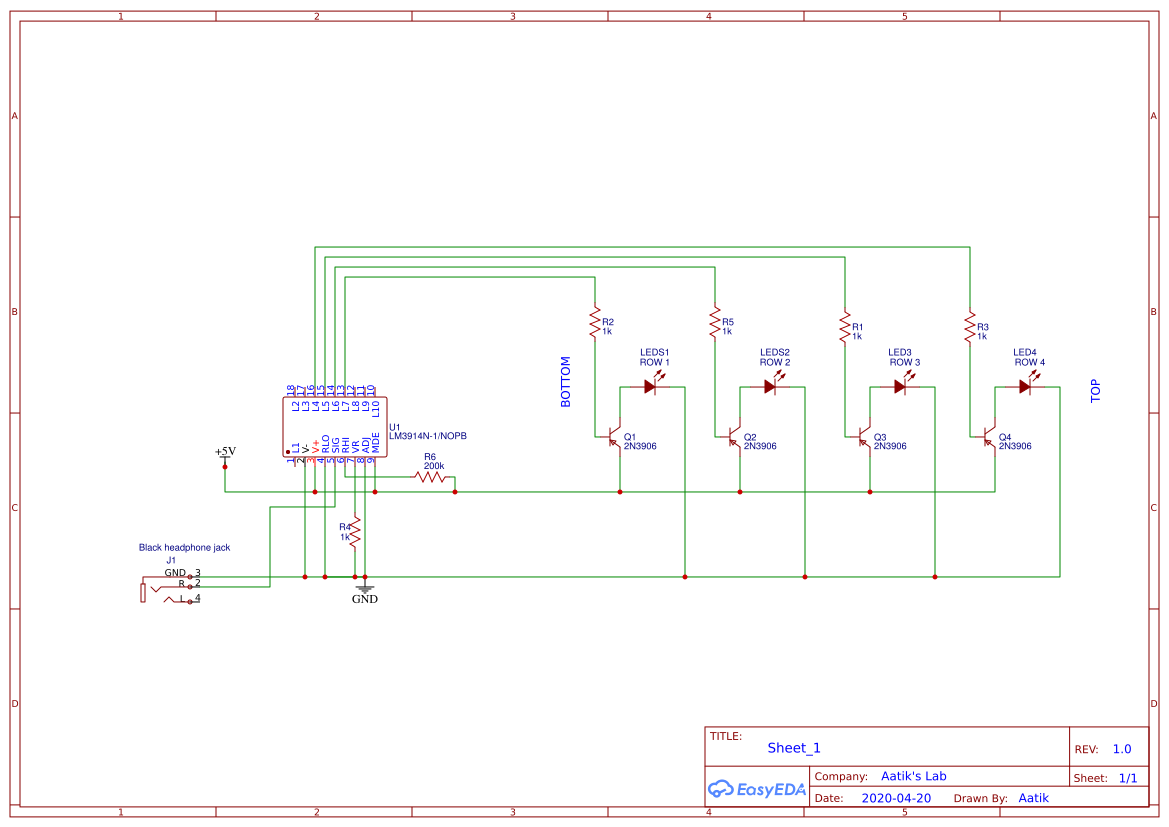 1 2 3 4 5
A A
B B
R2
1k
R5
1k
R1
1k
R3
1k
LEDS1
ROW 1
LEDS2
ROW 2
LED3
ROW 3
LED4
ROW 4
BOTTOM
TOP
18 17 16 15 14 13 12 11 10
L2 L3 L4 L5 L6 L7 L8 L9 L10
L1 V- V+ RLO SIG RHI VR ADJ MDE
1 2 3 4 5 6 7 8 9
U1
LM3914N-1/NOPB
Q1
2N3906
Q2
2N3906
Q3
2N3906
Q4
2N3906
+5V
R6
200k
C C
R4
1k
Black headphone jack
J1
GND 3
R 2
L 4
GND
D D
TITLE:
Sheet_1
REV: 1.0
EasyEDA
Company: Aatik's Lab
Sheet: 1/1
Date: 2020-04-20 Drawn By: Aatik
1 2 3 4 5